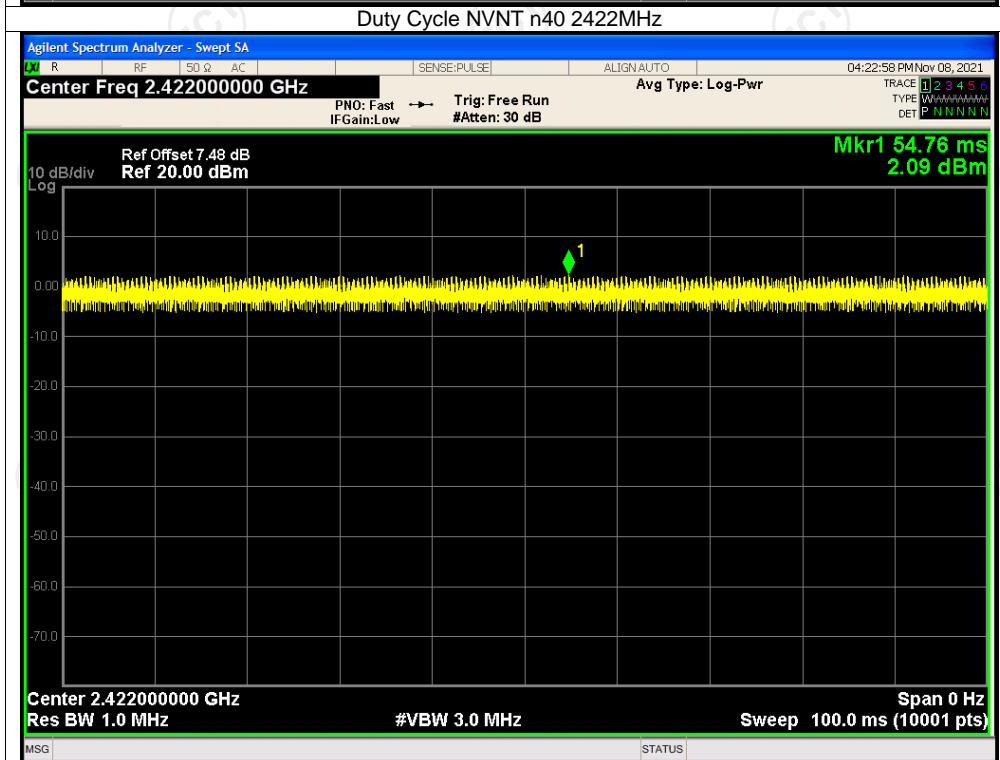 Duty Cycle NVNT n40 2422MHz
Agilent Spectrum Analyzer - Swept SA
LXI R RF 50 Ω AC SENSE:PULSE ALIGN AUTO 04:22:58 PM Nov 08, 2021
Center Freq 2.422000000 GHz Avg Type: Log-Pwr TRACE 1 2 3 4 5 6
PNO: Fast Trig: Free Run TYPE WWWWWW
IFGain:Low #Atten: 30 dB DET P N N N N N
Mkr1 54.76 ms
2.09 dBm
Ref Offset 7.48 dB
10 dB/div Ref 20.00 dBm
Log
10.0
1
0.00
-10.0
-20.0
-30.0
-40.0
-50.0
-60.0
-70.0
Center 2.422000000 GHz Span 0 Hz
Res BW 1.0 MHz #VBW 3.0 MHz Sweep 100.0 ms (10001 pts)
MSG STATUS